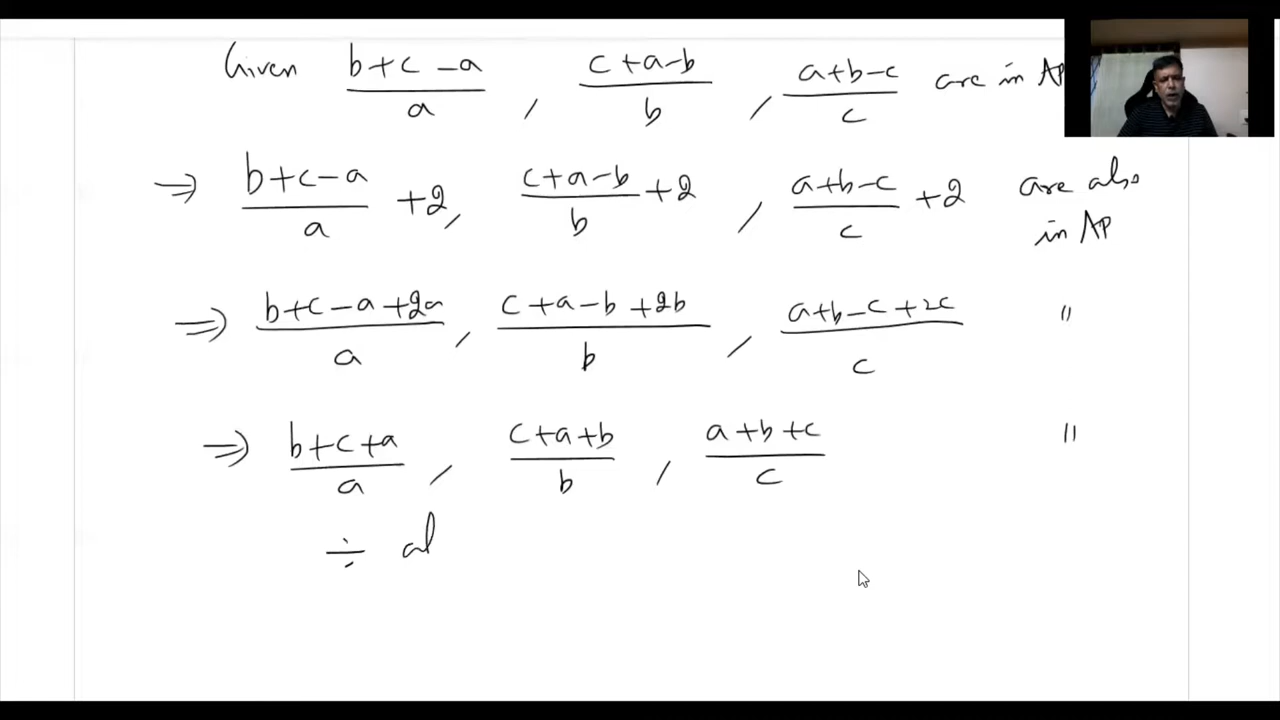 Given (b+c-a)/a , (c+a-b)/b , (a+b-c)/c are in AP
⇒ (b+c-a)/a +2, (c+a-b)/b +2 , (a+b-c)/c +2 are also in AP
⇒ (b+c-a+2a)/a , (c+a-b+2b)/b , (a+b-c+2c)/c "
⇒ (b+c+a)/a , (c+a+b)/b , (a+b+c)/c "
÷ al